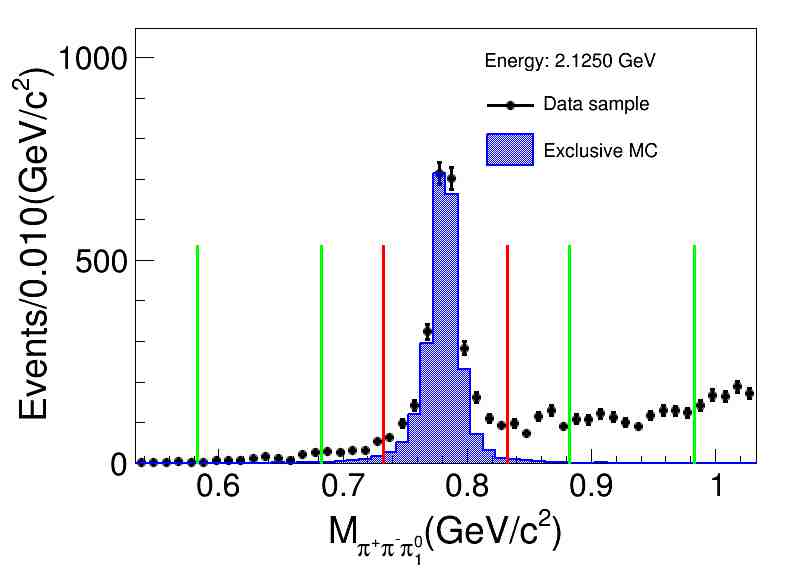 Energy: 2.1250 GeV
Data sample
Exclusive MC
Events/0.010(GeV/c²)
1000
500
0
0.6 0.7 0.8 0.9 1
M_π⁺π⁻π⁰₁(GeV/c²)